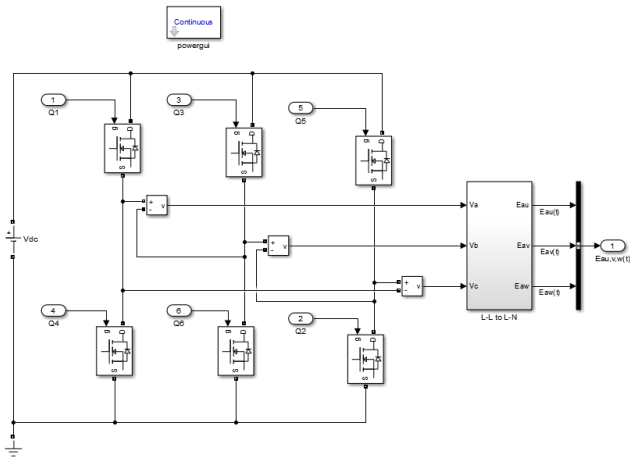 Continuous
powergui
1
Q1
3
Q3
5
Q5
g
D
S
g
D
S
g
D
S
+
-
v
+
-
v
+
-
v
+
Vdc
Va
Vb
Vc
Eau
Eav
Eaw
L-L to L-N
Eau(t)
Eav(t)
Eaw(t)
1
Eau,v,w(t)
4
Q4
6
Q6
2
Q2
g
D
S
g
D
S
g
D
S